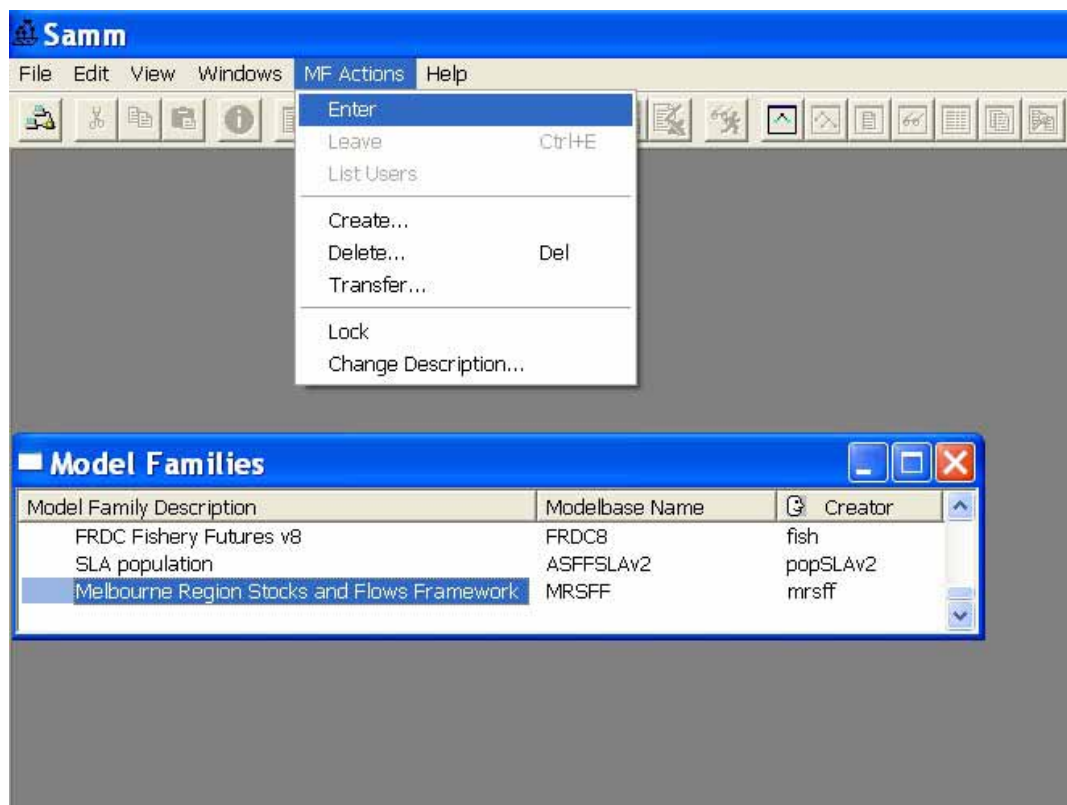 Samm
File Edit View Windows MF Actions Help
Enter
Leave Ctrl+E
List Users
Create...
Delete... Del
Transfer...
Lock
Change Description...
Model Families
Model Family Description Modelbase Name Creator
FRDC Fishery Futures v8 FRDC8 fish
SLA population ASFFSLAv2 popSLAv2
Melbourne Region Stocks and Flows Framework MRSFF mrsff